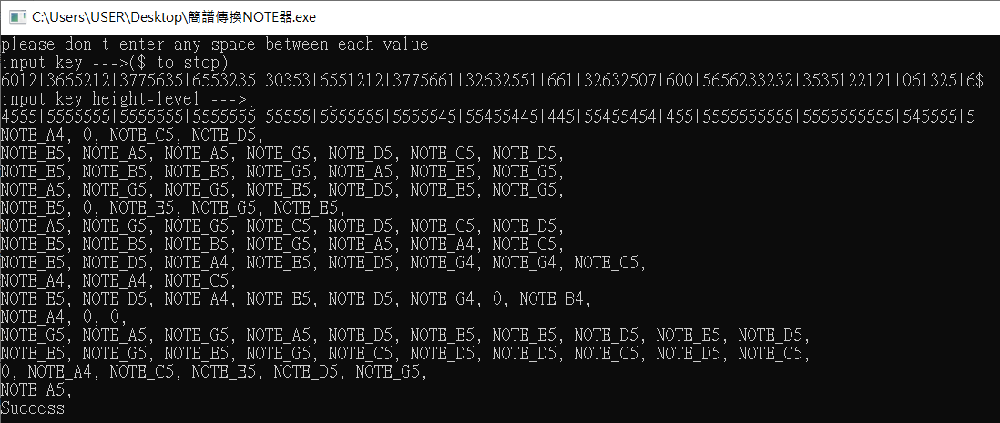 C:\Users\USER\Desktop\簡譜傳換NOTE器.exe
please don't enter any space between each value
input key --->($ to stop)
6012|3665212|3775635|6553235|30353|6551212|3775661|32632551|661|32632507|600|5656233232|3535122121|061325|6$
input key height-level --->
4555|5555555|5555555|5555555|55555|5555555|5555545|55455445|445|55455454|455|5555555555|5555555555|545555|5
NOTE_A4, 0, NOTE_C5, NOTE_D5,
NOTE_E5, NOTE_A5, NOTE_A5, NOTE_G5, NOTE_D5, NOTE_C5, NOTE_D5,
NOTE_E5, NOTE_B5, NOTE_B5, NOTE_G5, NOTE_A5, NOTE_E5, NOTE_G5,
NOTE_A5, NOTE_G5, NOTE_G5, NOTE_E5, NOTE_D5, NOTE_E5, NOTE_G5,
NOTE_E5, 0, NOTE_E5, NOTE_G5, NOTE_E5,
NOTE_A5, NOTE_G5, NOTE_G5, NOTE_C5, NOTE_D5, NOTE_C5, NOTE_D5,
NOTE_E5, NOTE_B5, NOTE_B5, NOTE_G5, NOTE_A5, NOTE_A4, NOTE_C5,
NOTE_E5, NOTE_D5, NOTE_A4, NOTE_E5, NOTE_D5, NOTE_G4, NOTE_G4, NOTE_C5,
NOTE_A4, NOTE_A4, NOTE_C5,
NOTE_E5, NOTE_D5, NOTE_A4, NOTE_E5, NOTE_D5, NOTE_G4, 0, NOTE_B4,
NOTE_A4, 0, 0,
NOTE_G5, NOTE_A5, NOTE_G5, NOTE_A5, NOTE_D5, NOTE_E5, NOTE_E5, NOTE_D5, NOTE_E5, NOTE_D5,
NOTE_E5, NOTE_G5, NOTE_E5, NOTE_G5, NOTE_C5, NOTE_D5, NOTE_D5, NOTE_C5, NOTE_D5, NOTE_C5,
0, NOTE_A4, NOTE_C5, NOTE_E5, NOTE_D5, NOTE_G5,
NOTE_A5,
Success